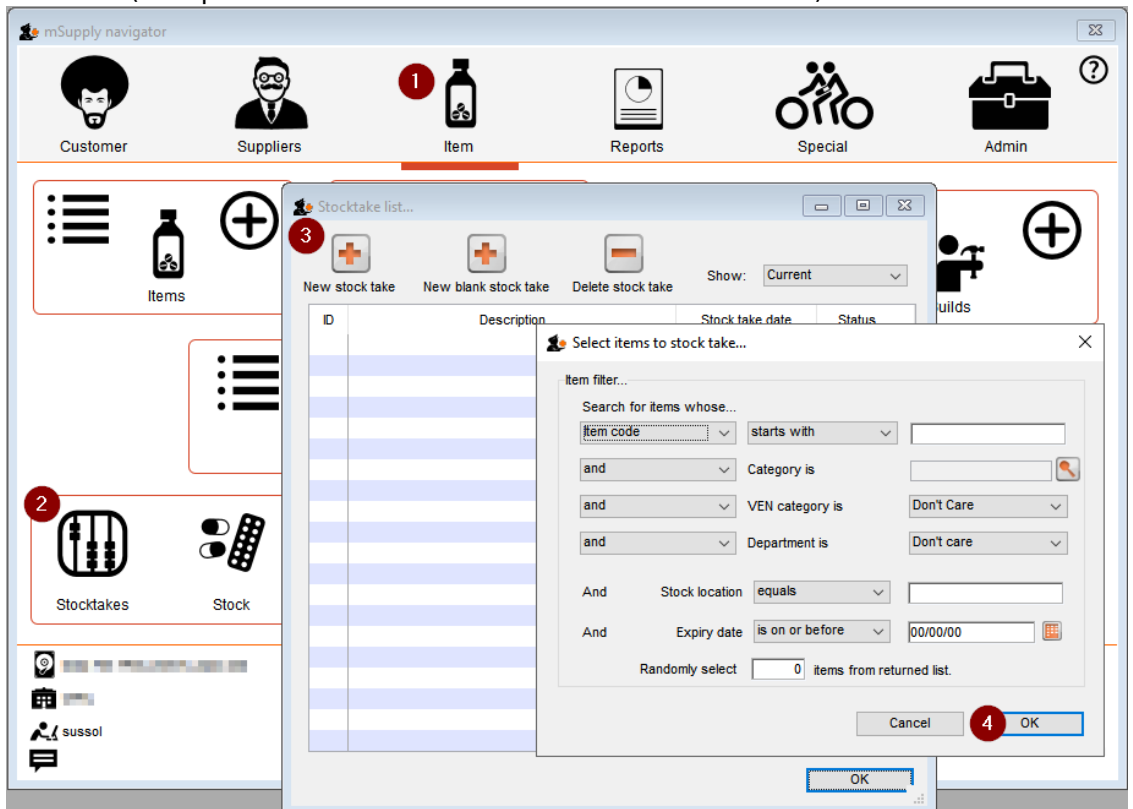 mSupply navigator
1
Customer Suppliers Item Reports Special Admin
Items
Stocktake list...
3
New stock take New blank stock take Delete stock take Show: Current
ID Description Stock take date Status
Select items to stock take...
Item filter...
Search for items whose...
Item code starts with
and Category is
and VEN category is Don't Care
and Department is Don't care
And Stock location equals
And Expiry date is on or before 00/00/00
Randomly select 0 items from returned list.
Cancel 4 OK
OK
2
Stocktakes Stock
sussol